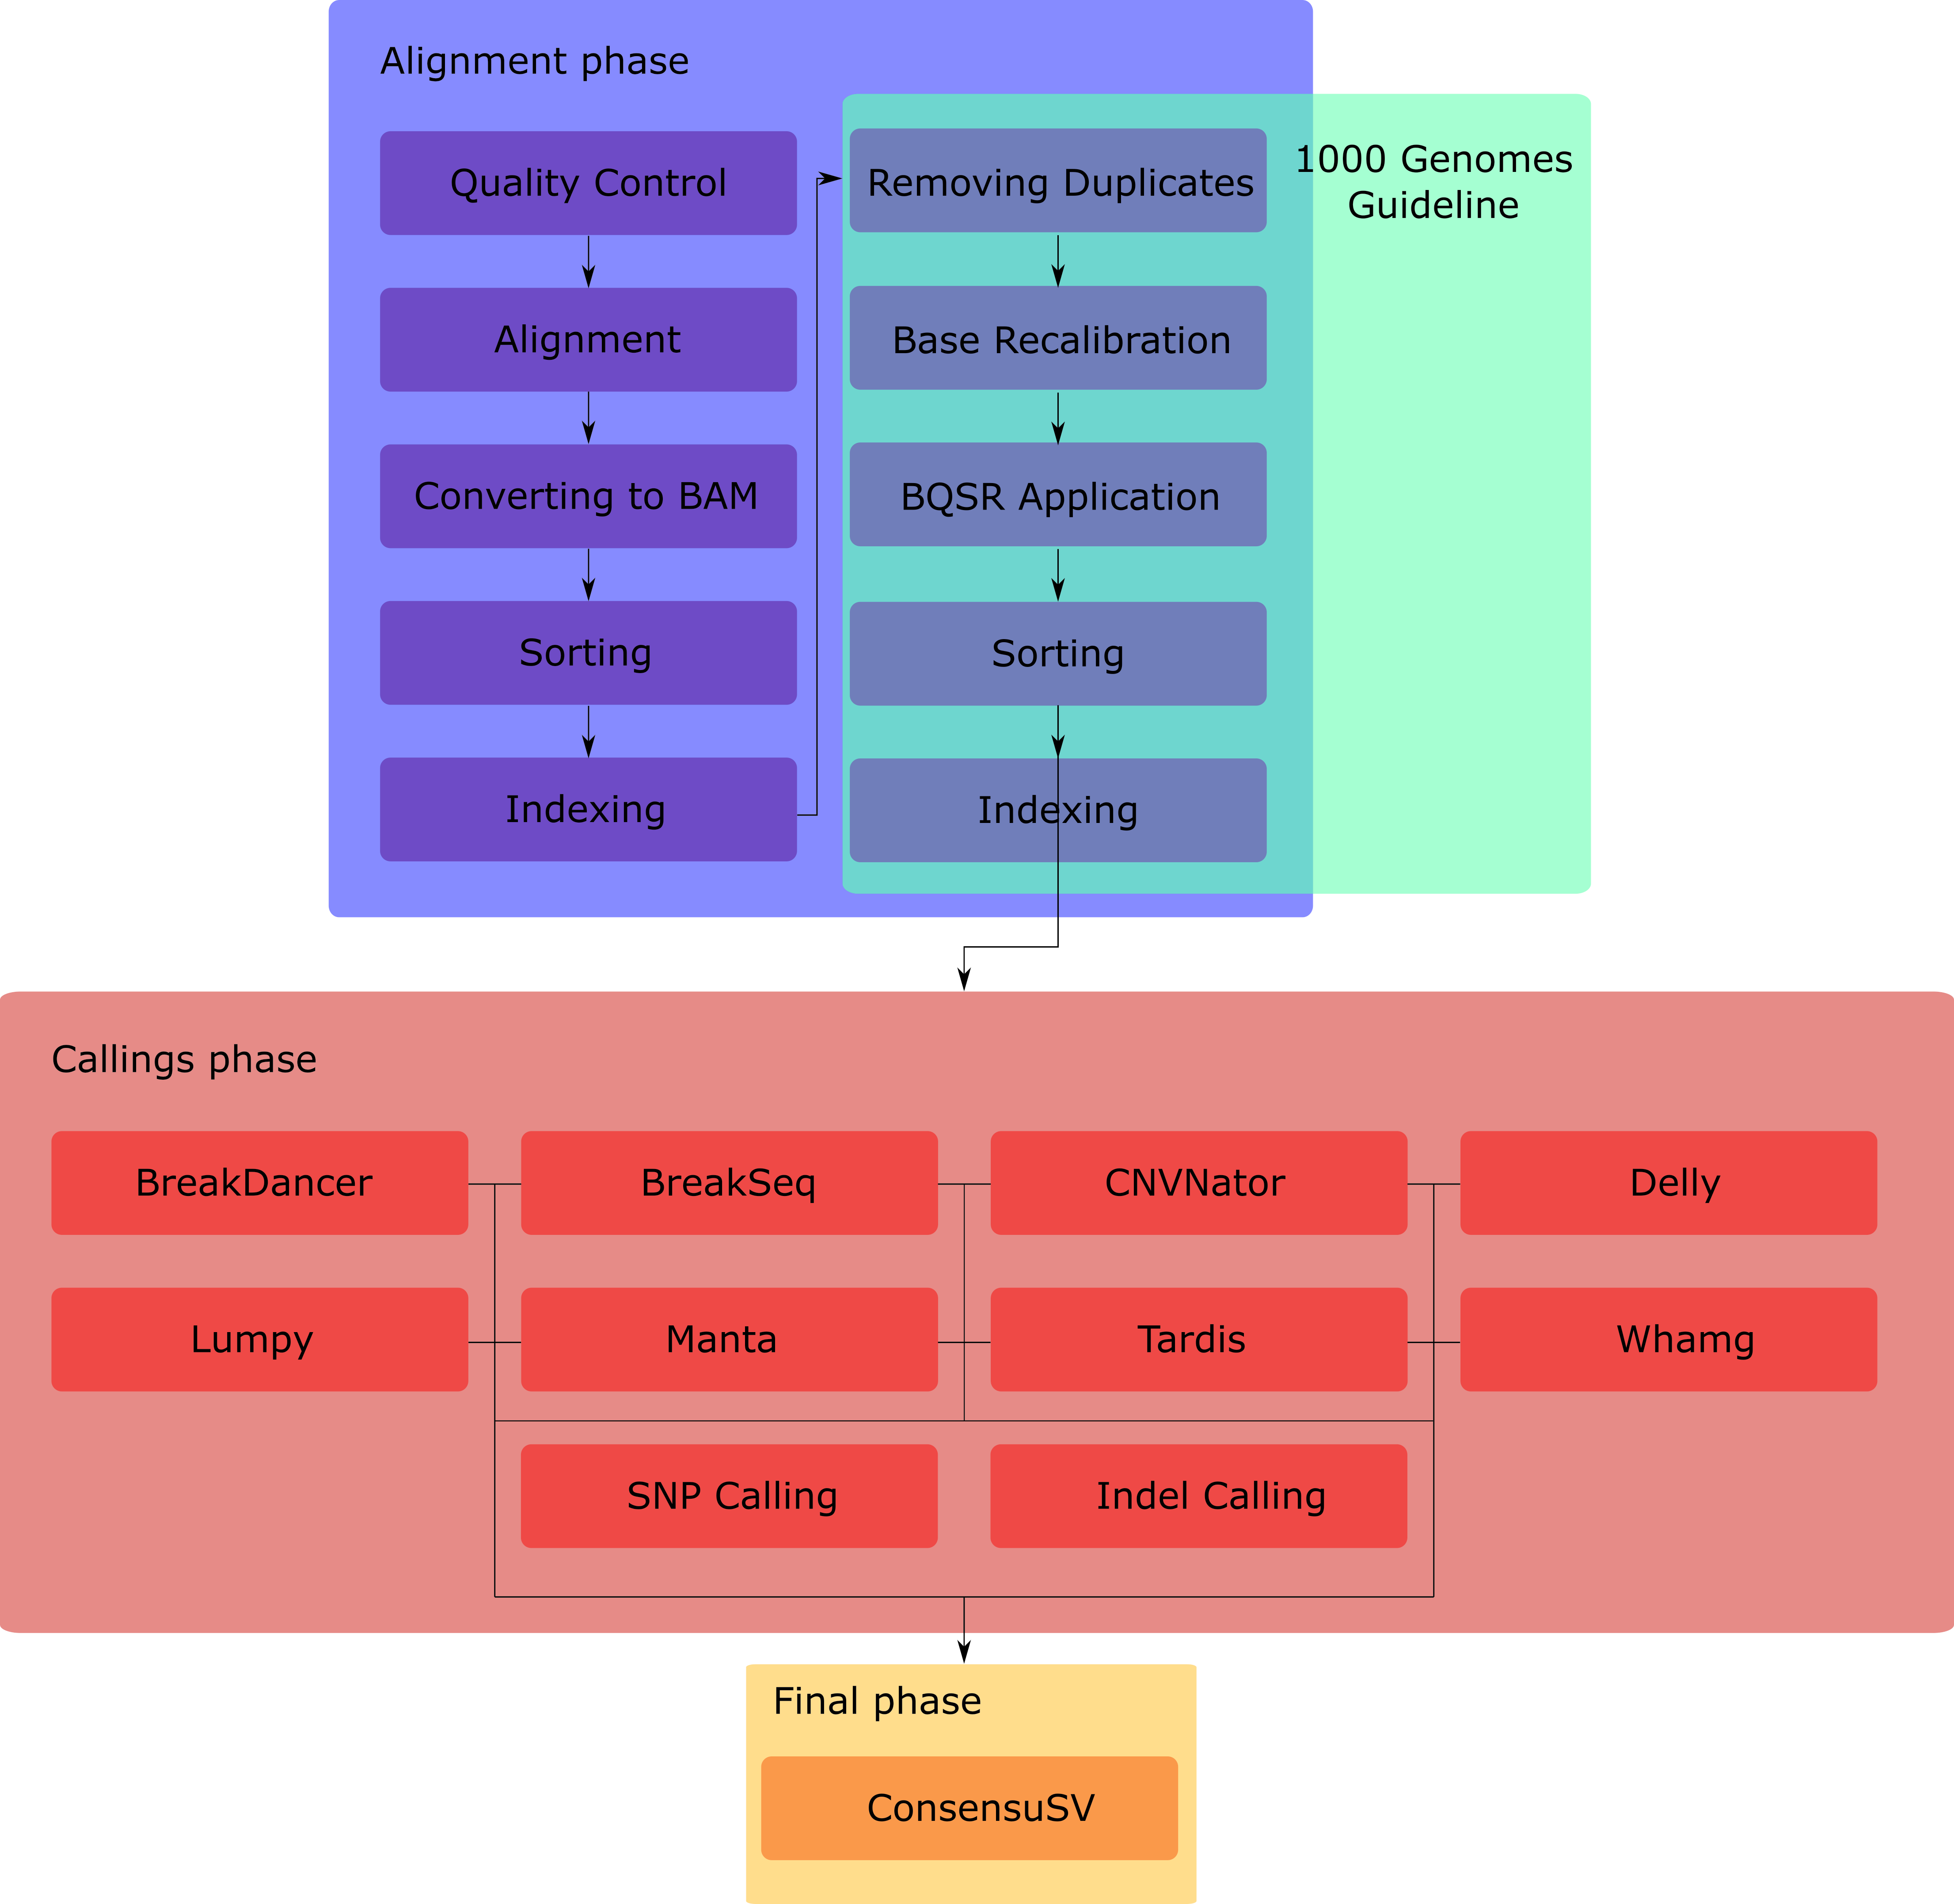 Alignment phase
Quality Control
Alignment
Converting to BAM
Sorting
Indexing
1000 Genomes
Guideline
Removing Duplicates
Base Recalibration
BQSR Application
Sorting
Indexing
Callings phase
BreakDancer
BreakSeq
CNVNator
Delly
Lumpy
Manta
Tardis
Whamg
SNP Calling
Indel Calling
Final phase
ConsensuSV